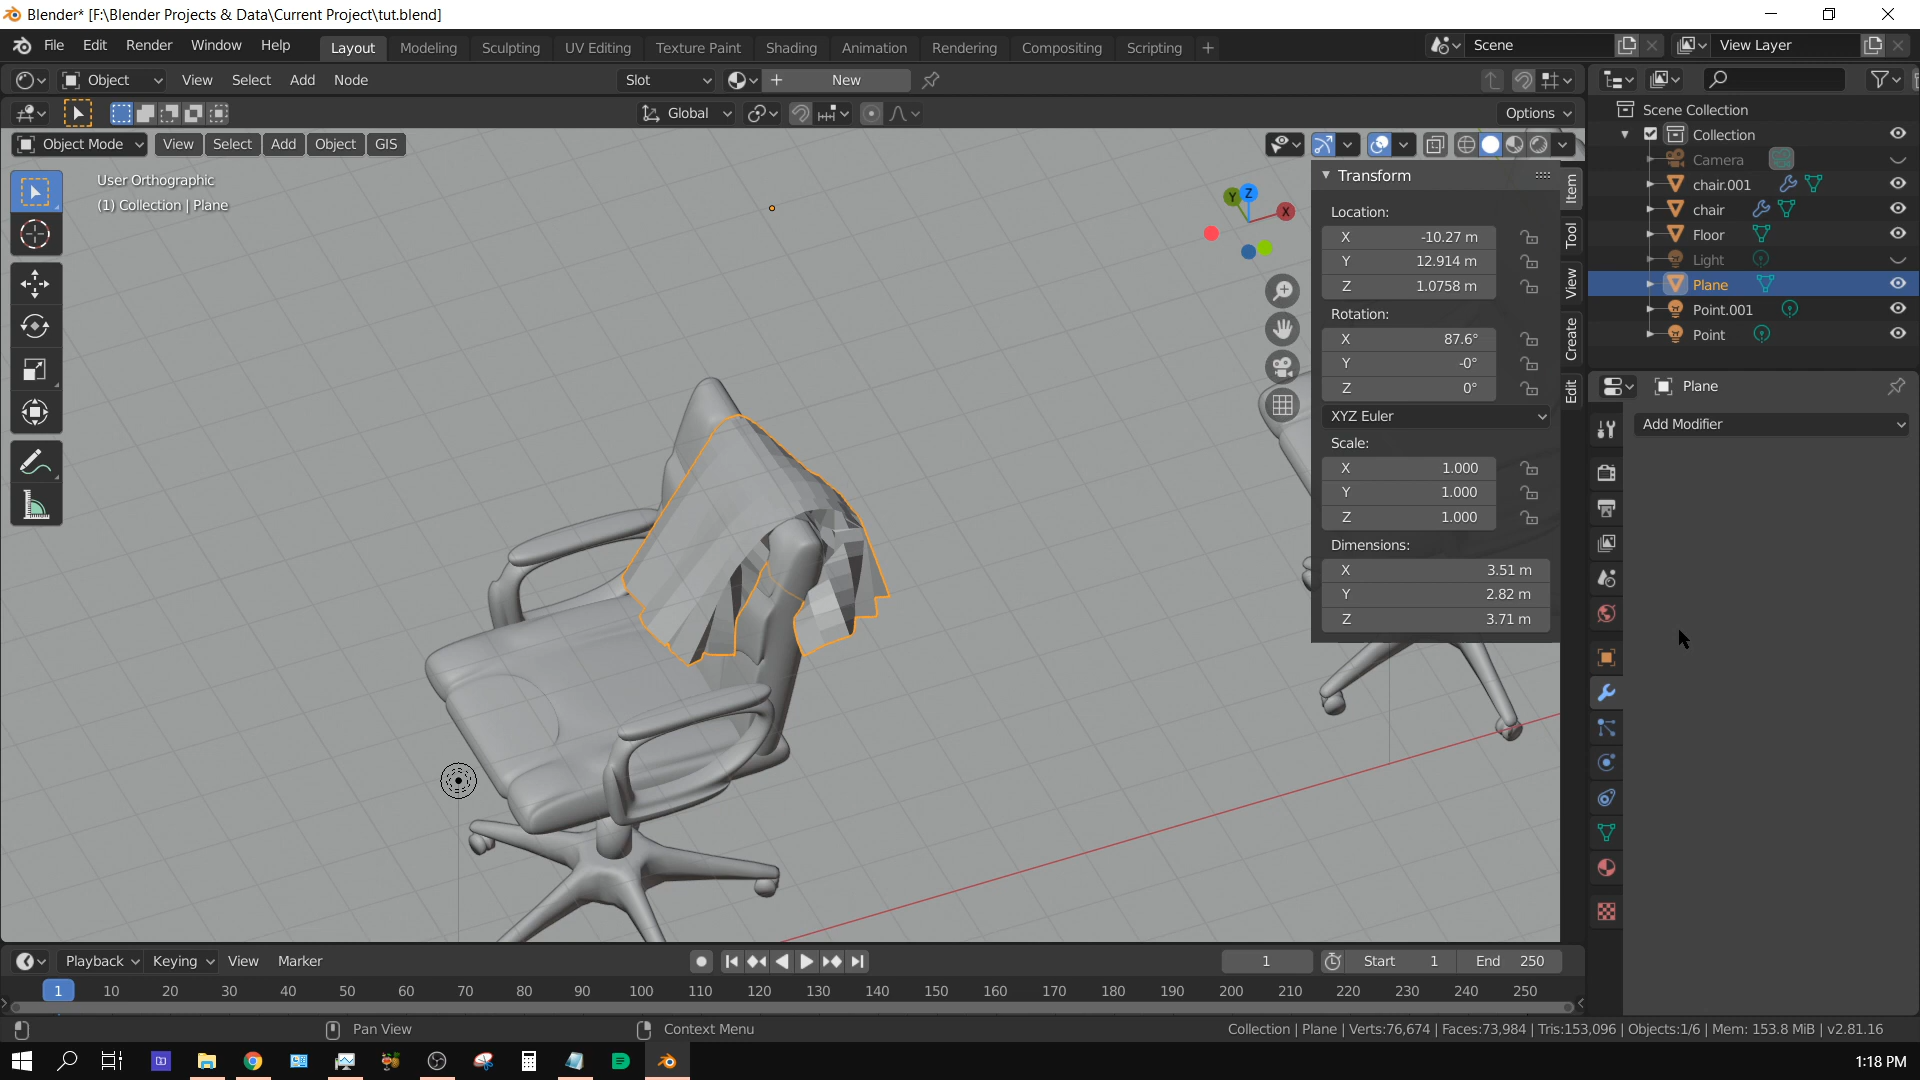 Blender* [F:\Blender Projects & Data\Current Project\tut.blend]
File Edit Render Window Help Layout Modeling Sculpting UV Editing Texture Paint Shading Animation Rendering Compositing Scripting + Scene View Layer
Object View Select Add Node Slot New
Global Options
Object Mode View Select Add Object GIS
User Orthographic
(1) Collection | Plane
X Y Z
Transform
Location:
X -10.27 m
Y 12.914 m
Z 1.0758 m
Rotation:
X 87.6°
Y -0°
Z 0°
XYZ Euler
Scale:
X 1.000
Y 1.000
Z 1.000
Dimensions:
X 3.51 m
Y 2.82 m
Z 3.71 m
Item
Tool
View
Create
Edit
Scene Collection
Collection
Camera
chair.001
chair
Floor
Light
Plane
Point.001
Point
Plane
Add Modifier
Playback Keying View Marker 1 Start 1 End 250
1 10 20 30 40 50 60 70 80 90 100 110 120 130 140 150 160 170 180 190 200 210 220 230 240 250
Pan View Context Menu Collection | Plane | Verts:76,674 | Faces:73,984 | Tris:153,096 | Objects:1/6 | Mem: 153.8 MiB | v2.81.16
1:18 PM